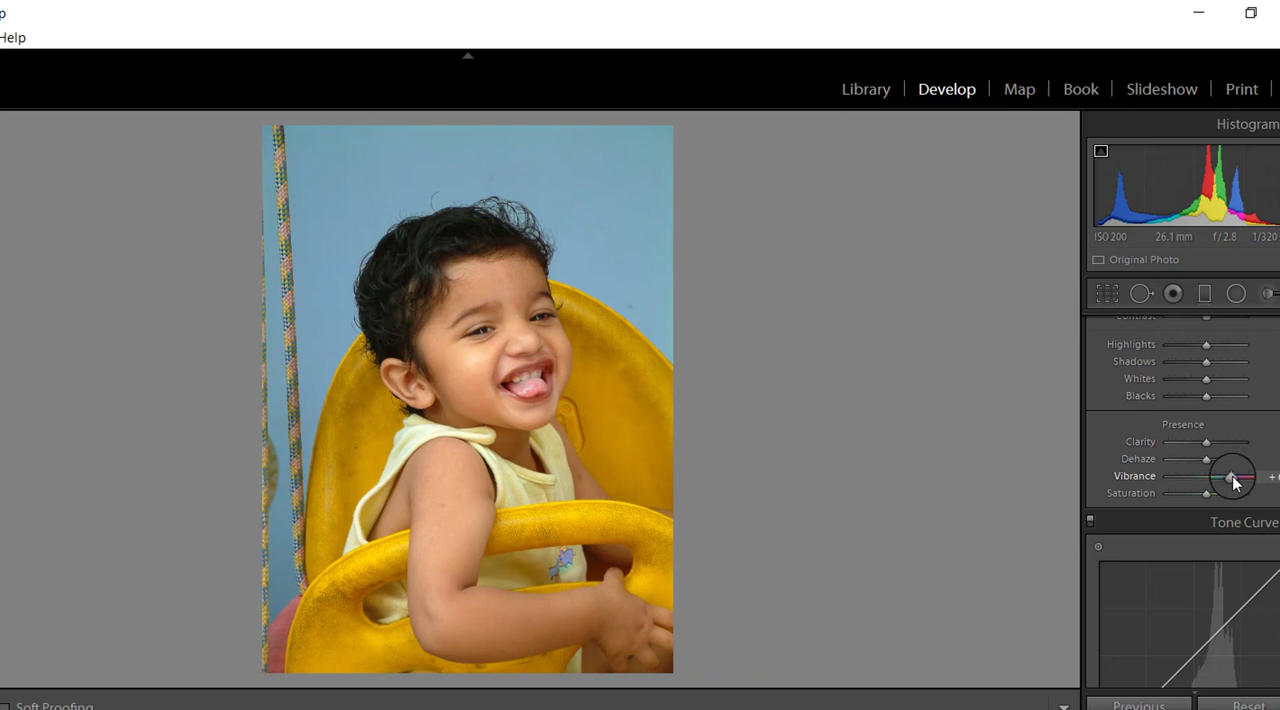 p
Help
Library | Develop | Map | Book | Slideshow | Print |
Histogram
ISO 200 26.1 mm f / 2.8 1/320
Original Photo
Contrast
Highlights
Shadows
Whites
Blacks
Presence
Clarity
Dehaze
Vibrance
Saturation
Tone Curve
Soft Proofing
Previous Reset